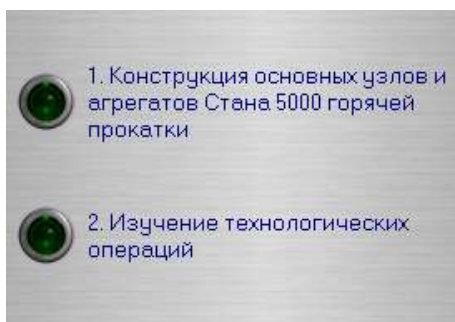 1. Конструкция основных узлов и
агрегатов Стана 5000 горячей
прокатки
2. Изучение технологических
операций